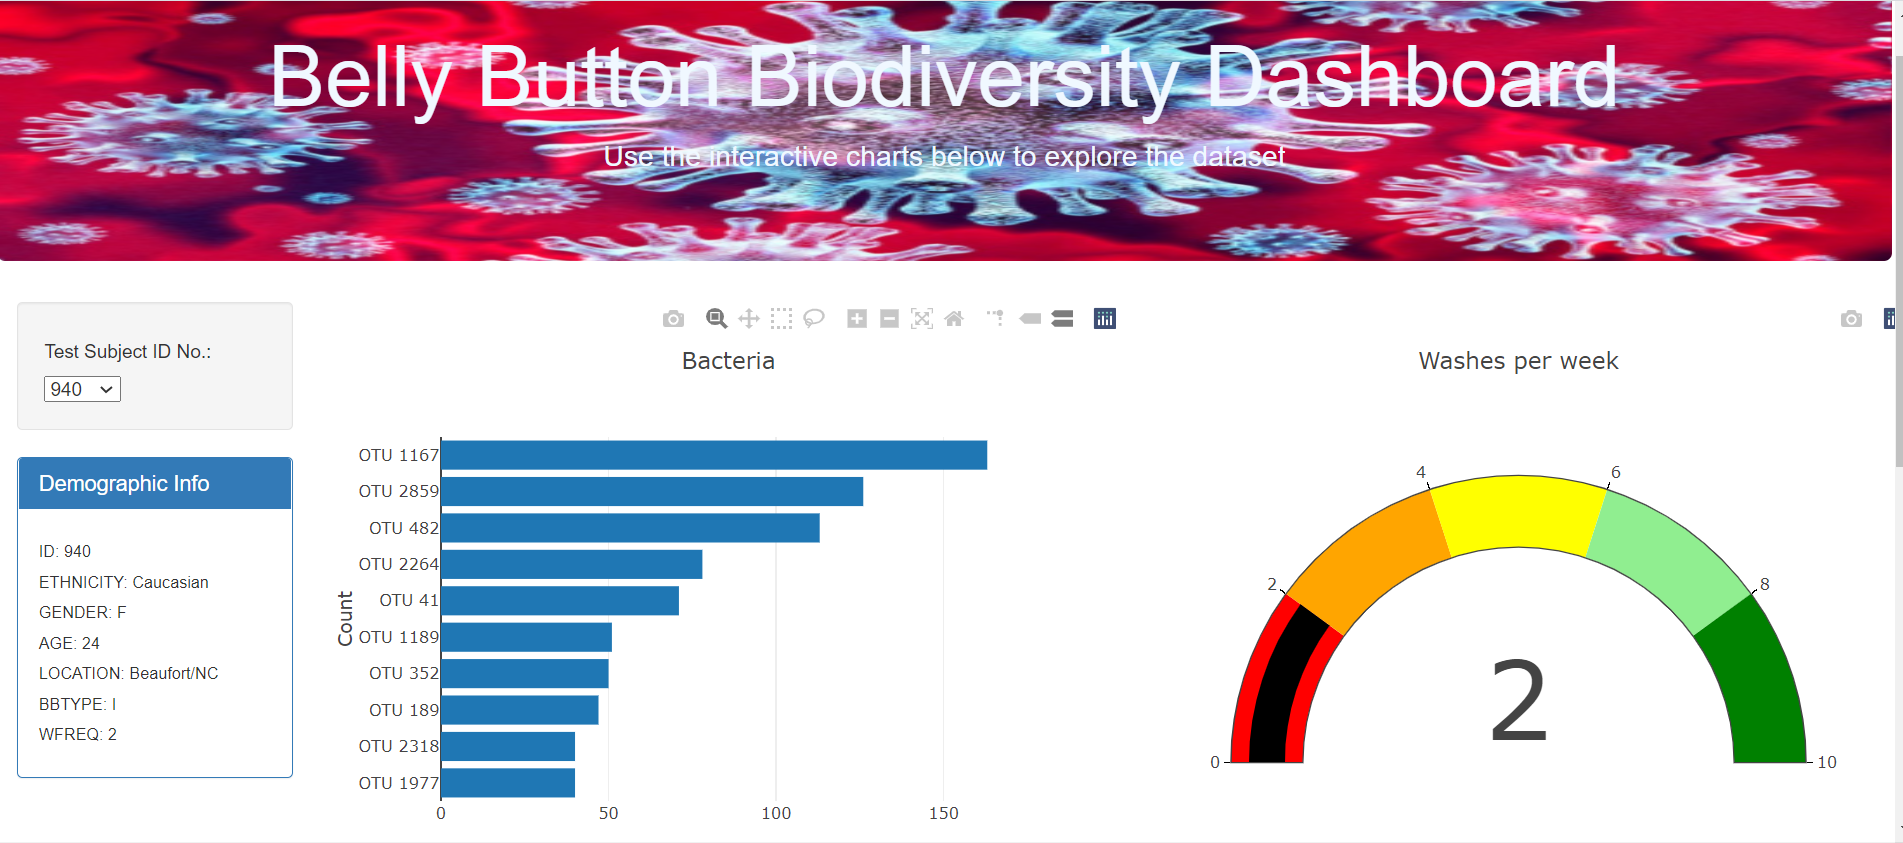 Belly Button Biodiversity Dashboard
Use the interactive charts below to explore the dataset
Test Subject ID No.:
940
Demographic Info
ID: 940
ETHNICITY: Caucasian
GENDER: F
AGE: 24
LOCATION: Beaufort/NC
BBTYPE: I
WFREQ: 2
Bacteria
Count
OTU 1167
OTU 2859
OTU 482
OTU 2264
OTU 41
OTU 1189
OTU 352
OTU 189
OTU 2318
OTU 1977
0 50 100 150
Washes per week
0
2
4
6
8
10
2